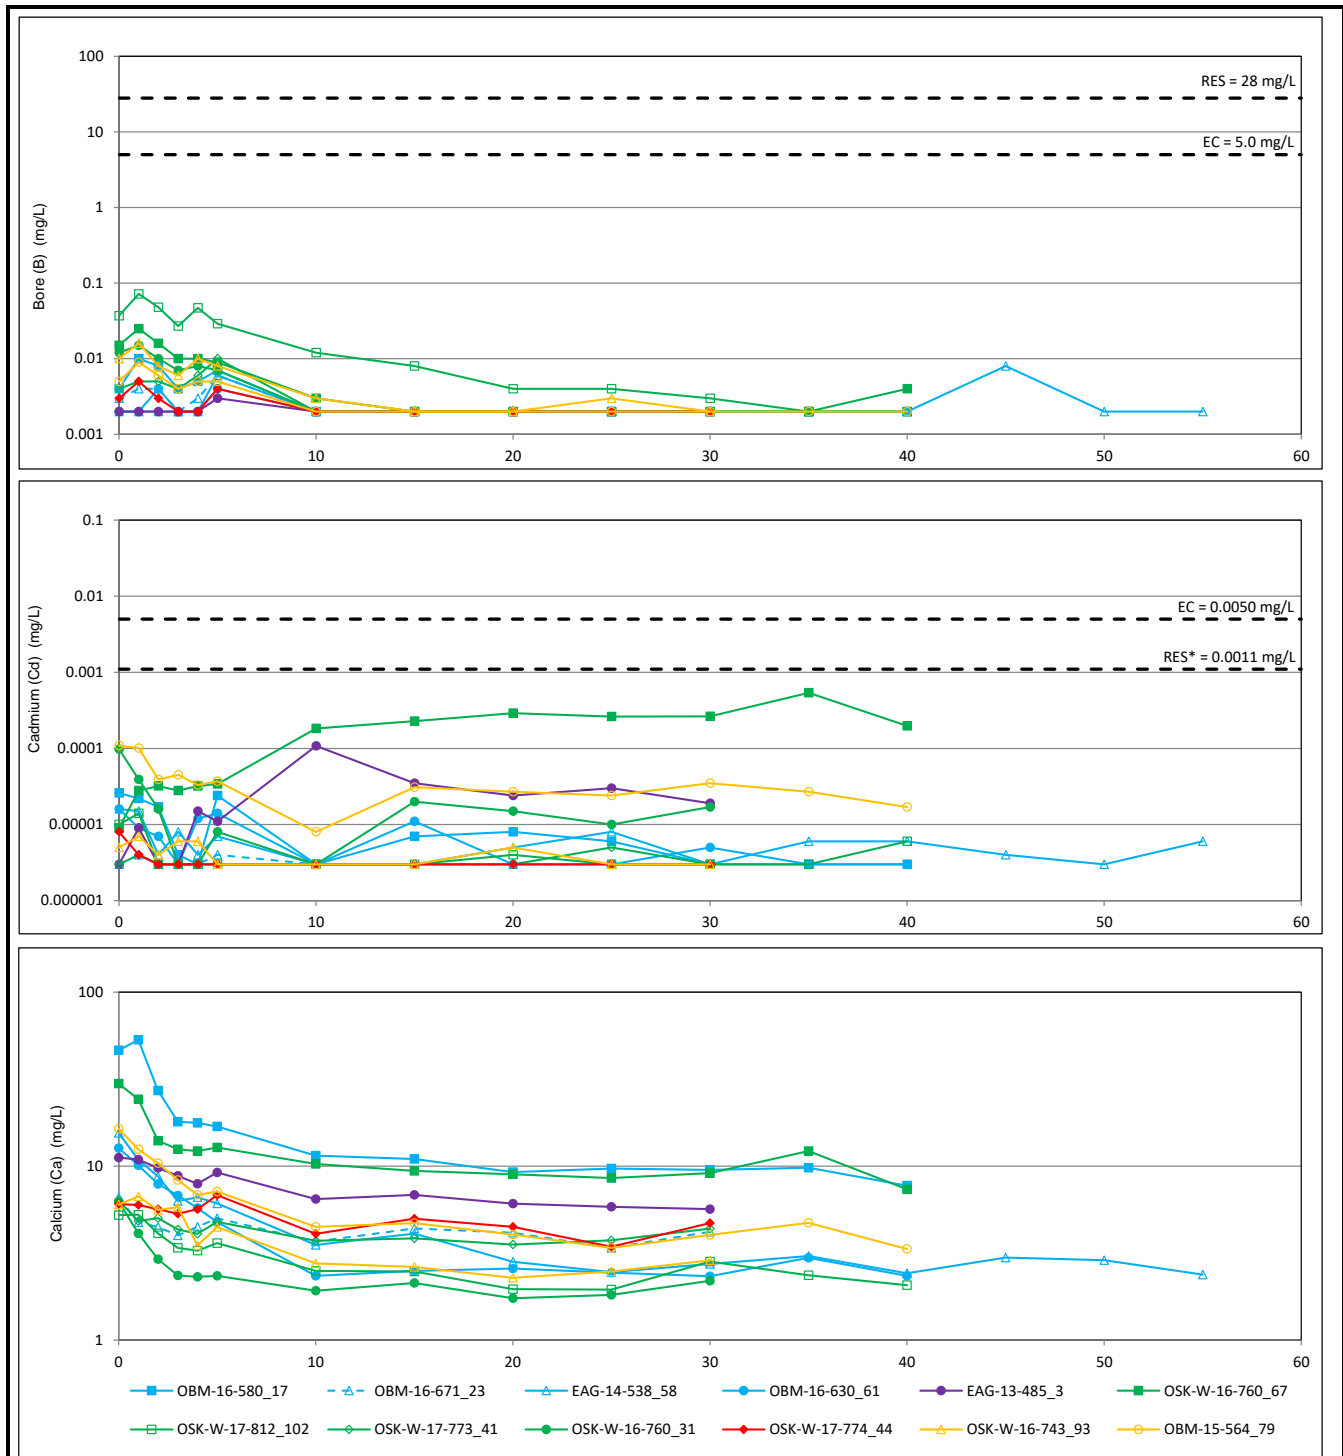 100
RES = 28 mg/L
10
EC = 5.0 mg/L
1
0.1
0.01
0.001
Bore (B) (mg/L)
0 10 20 30 40 50 60
0.1
0.01
EC = 0.0050 mg/L
0.001
RES* = 0.0011 mg/L
0.0001
0.00001
0.000001
Cadmium (Cd) (mg/L)
0 10 20 30 40 50 60
100
10
1
Calcium (Ca) (mg/L)
0 10 20 30 40 50 60
OBM-16-580_17 OBM-16-671_23 EAG-14-538_58 OBM-16-630_61 EAG-13-485_3 OSK-W-16-760_67
OSK-W-17-812_102 OSK-W-17-773_41 OSK-W-16-760_31 OSK-W-17-774_44 OSK-W-16-743_93 OBM-15-564_79